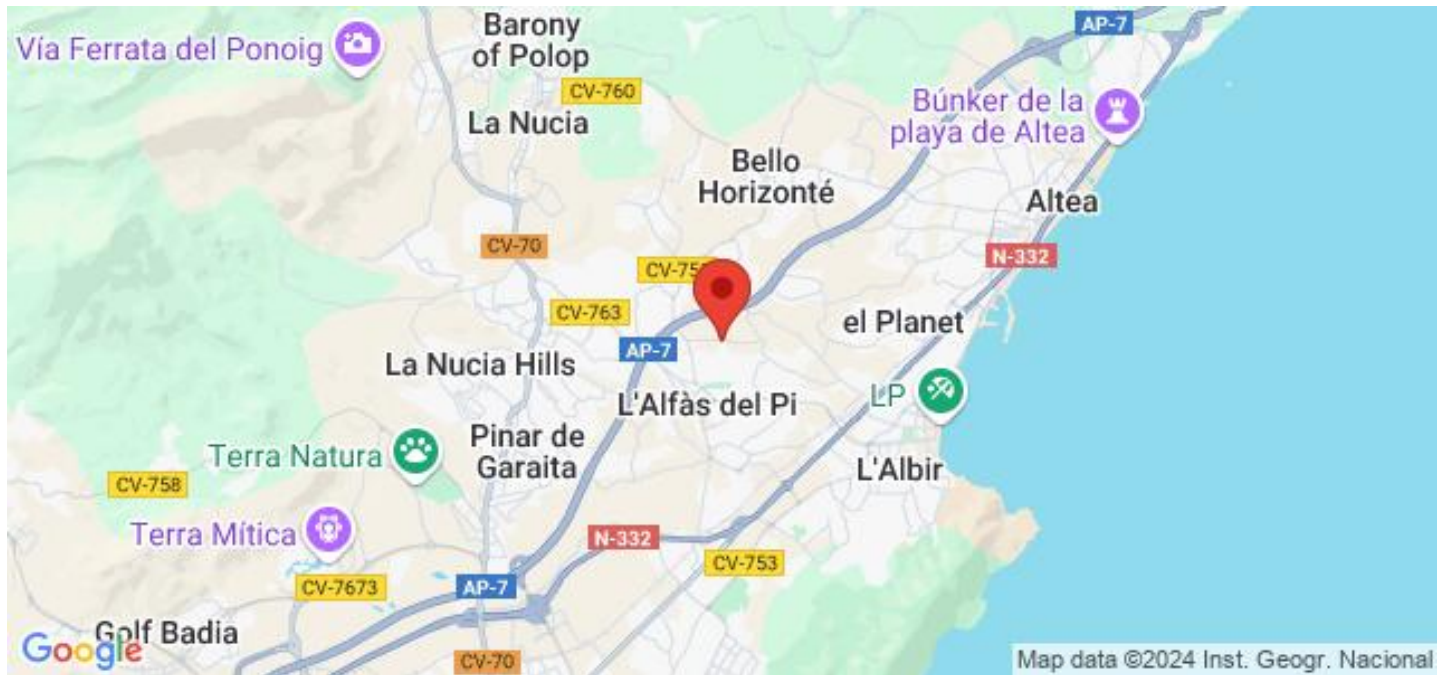 Barony
of Polop
AP-7
Vía Ferrata del Ponoig
CV-760
Búnker de la
playa de Altea
La Nucia
Bello
Horizonté
Altea
CV-70
N-332
CV-75
CV-763
el Planet
AP-7
La Nucia Hills
LP
L'Alfàs del Pi
Pinar de
Garaita
Terra Natura
L'Albir
CV-758
Terra Mítica
N-332
CV-753
CV-7673
AP-7
Golf Badia
Google
CV-70
Map data ©2024 Inst. Geogr. Nacional